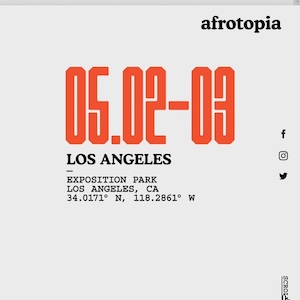 afrotopia
05.02-03
LOS ANGELES
—
EXPOSITION PARK
LOS ANGELES, CA
34.0171° N, 118.2861° W